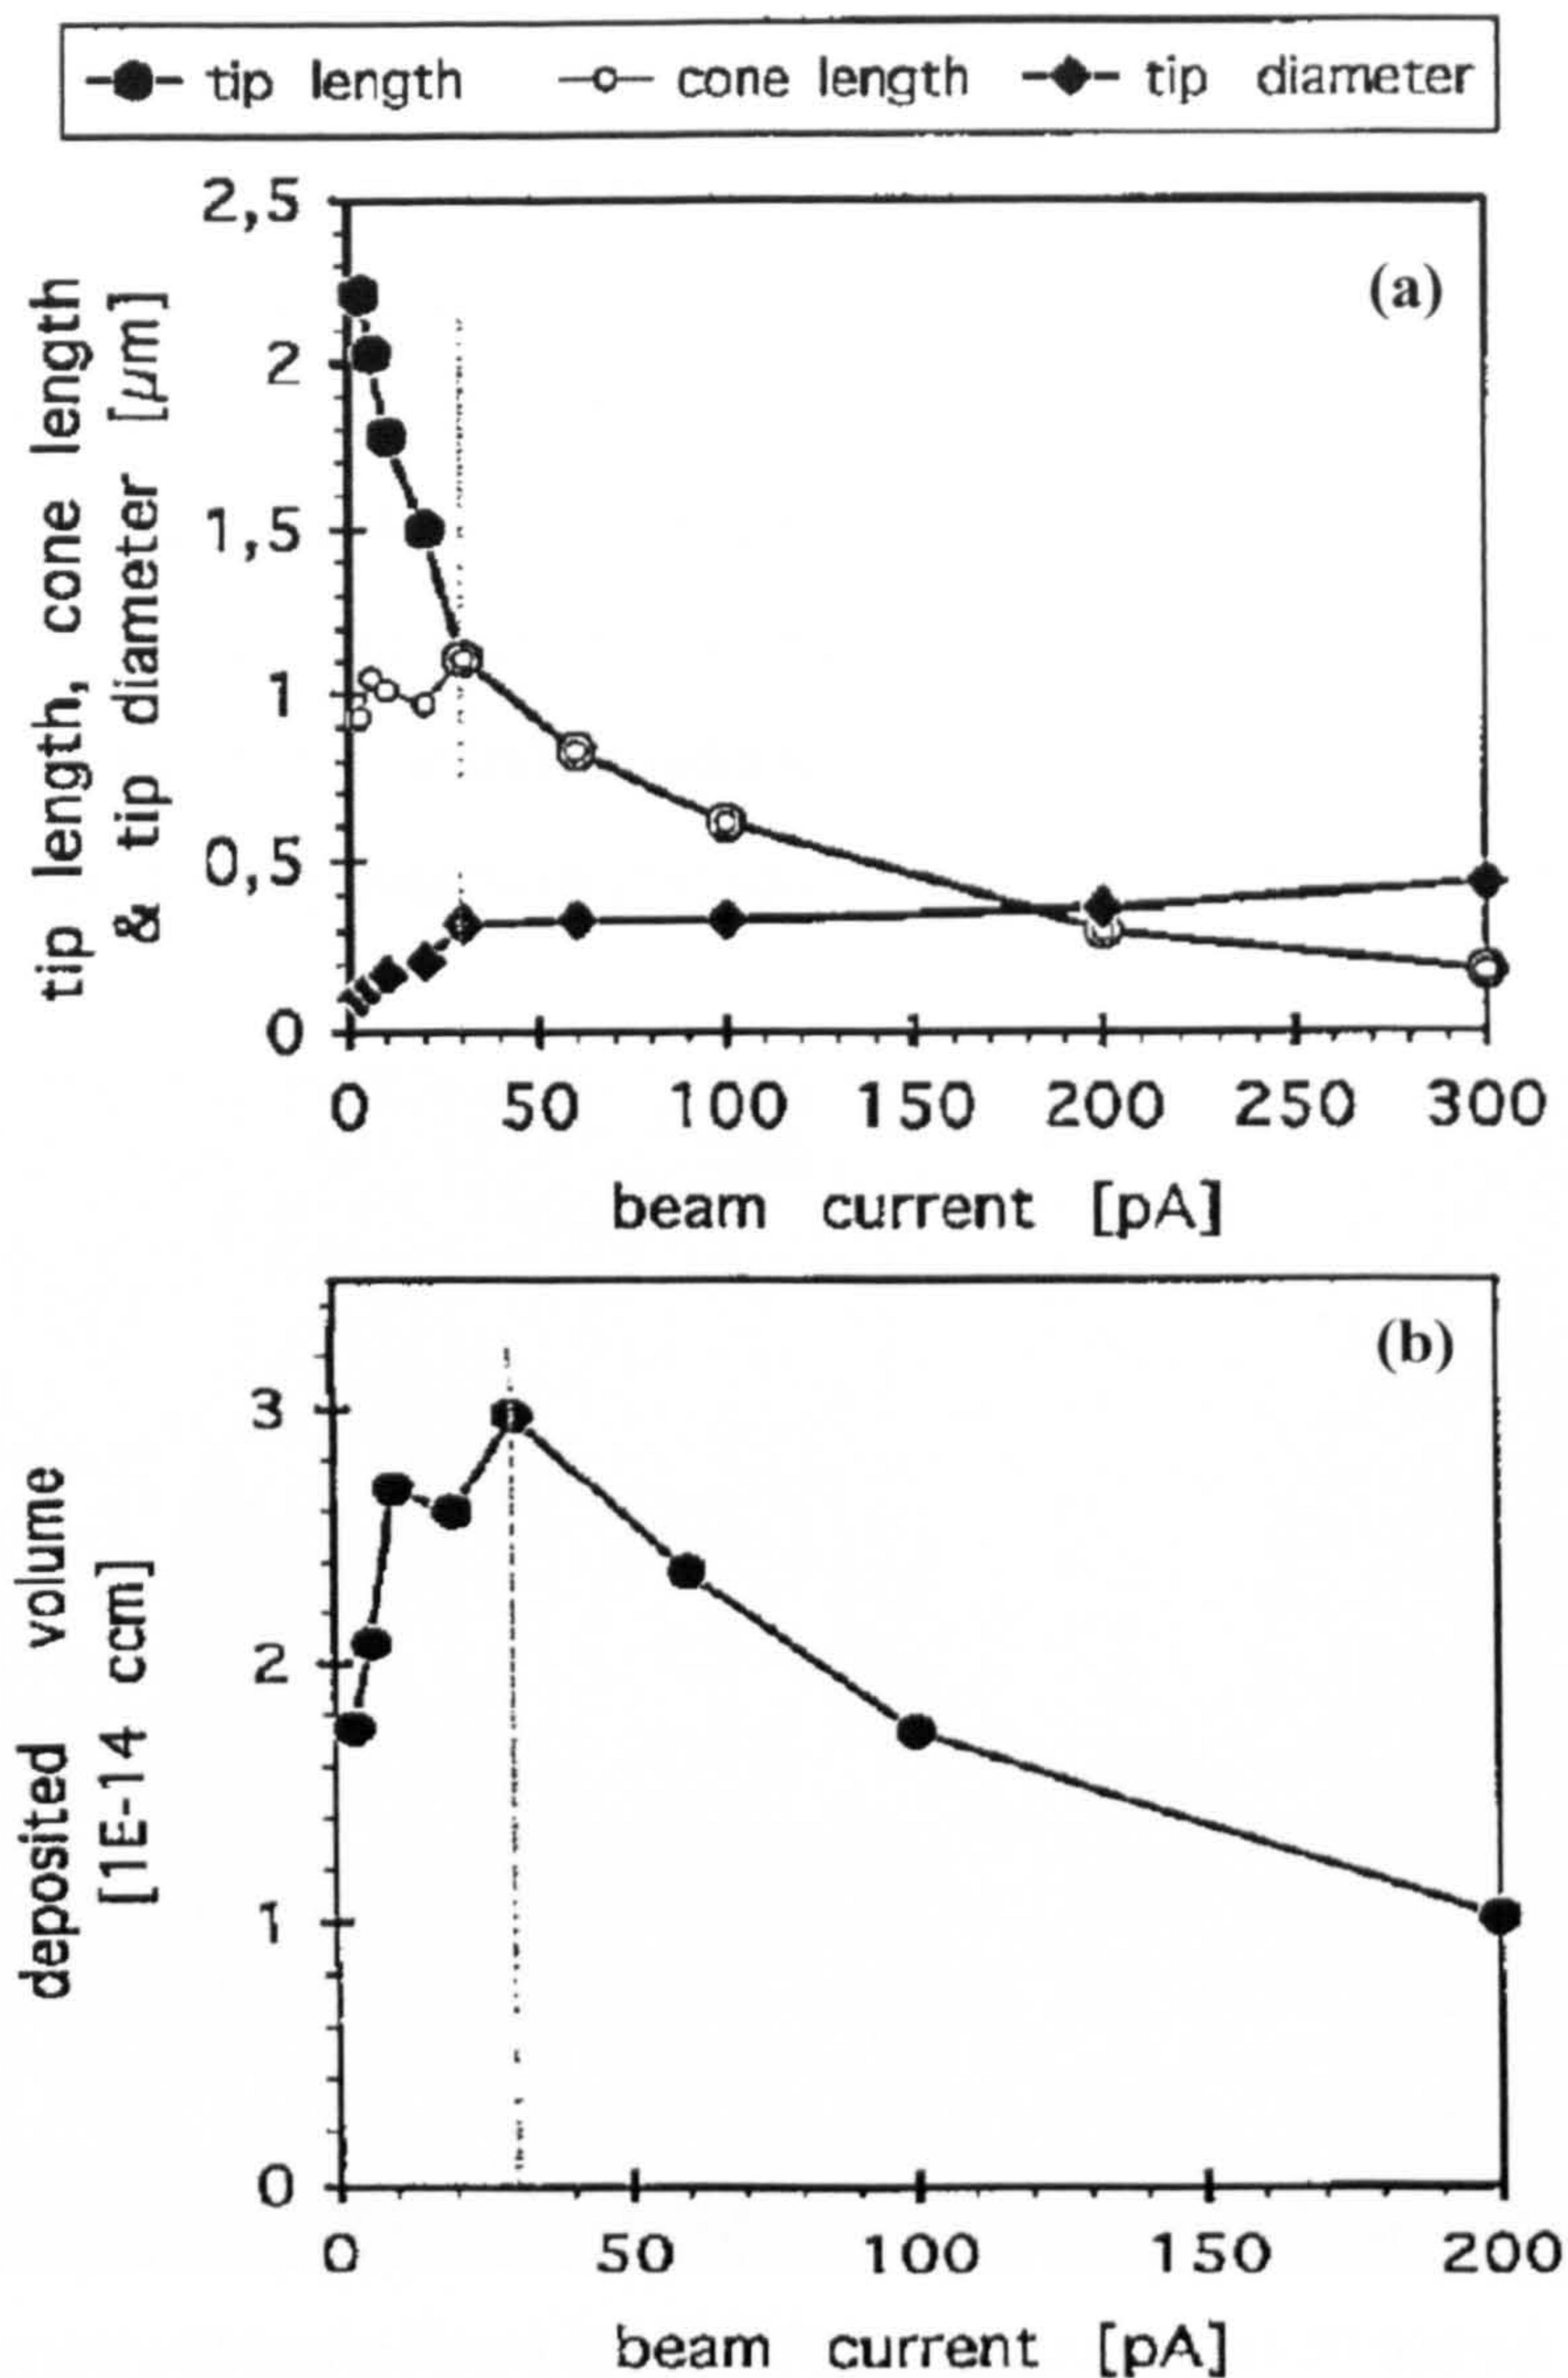 tip length cone length tip diameter
(a)
2,5
2
1,5
1
0,5
0
tip length, cone length
& tip diameter [µm]
0 50 100 150 200 250 300
beam current [pA]
(b)
3
2
1
0
deposited volume
[1E-14 ccm]
0 50 100 150 200
beam current [pA]